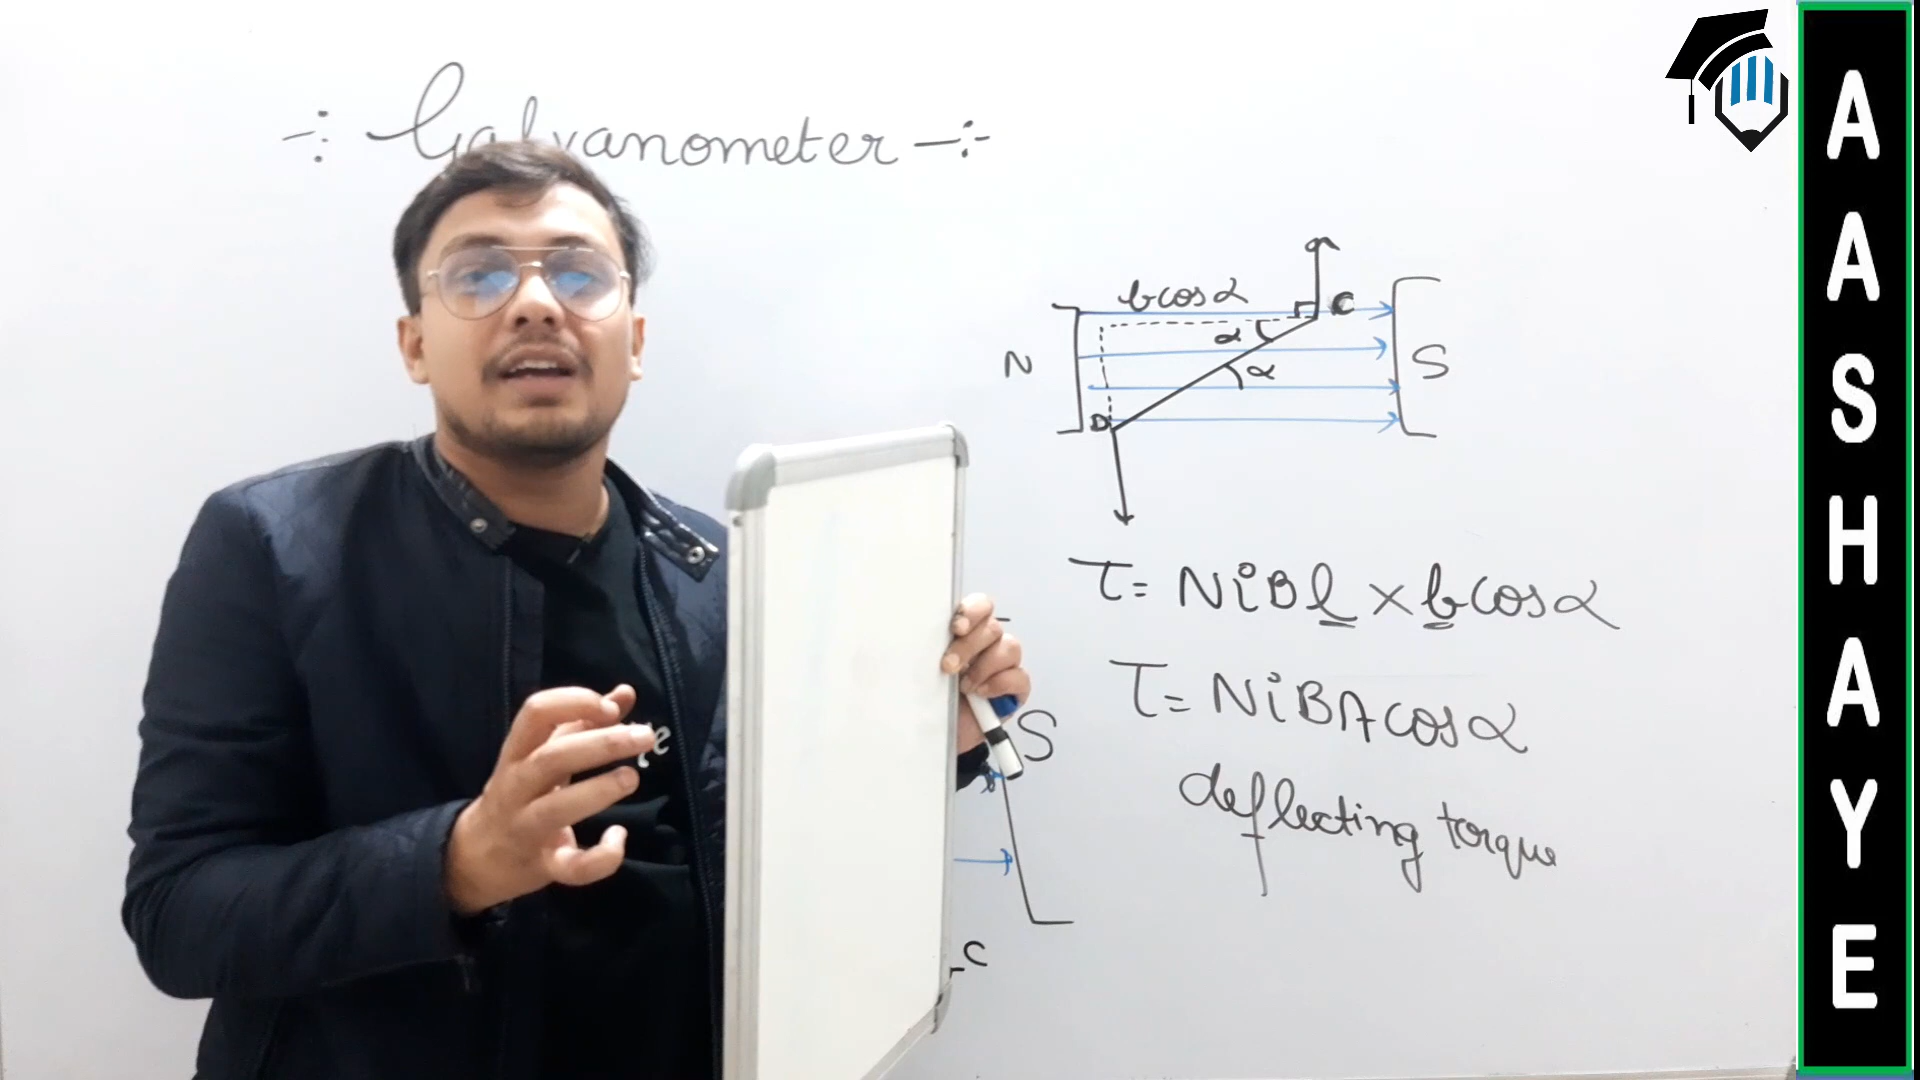 -:- Galvanometer -:-
b cos α
C
α
N
S
α
D
τ = NiBl × b cos α
τ = NiBA cos α
S
deflecting torque
C
AASHAYE